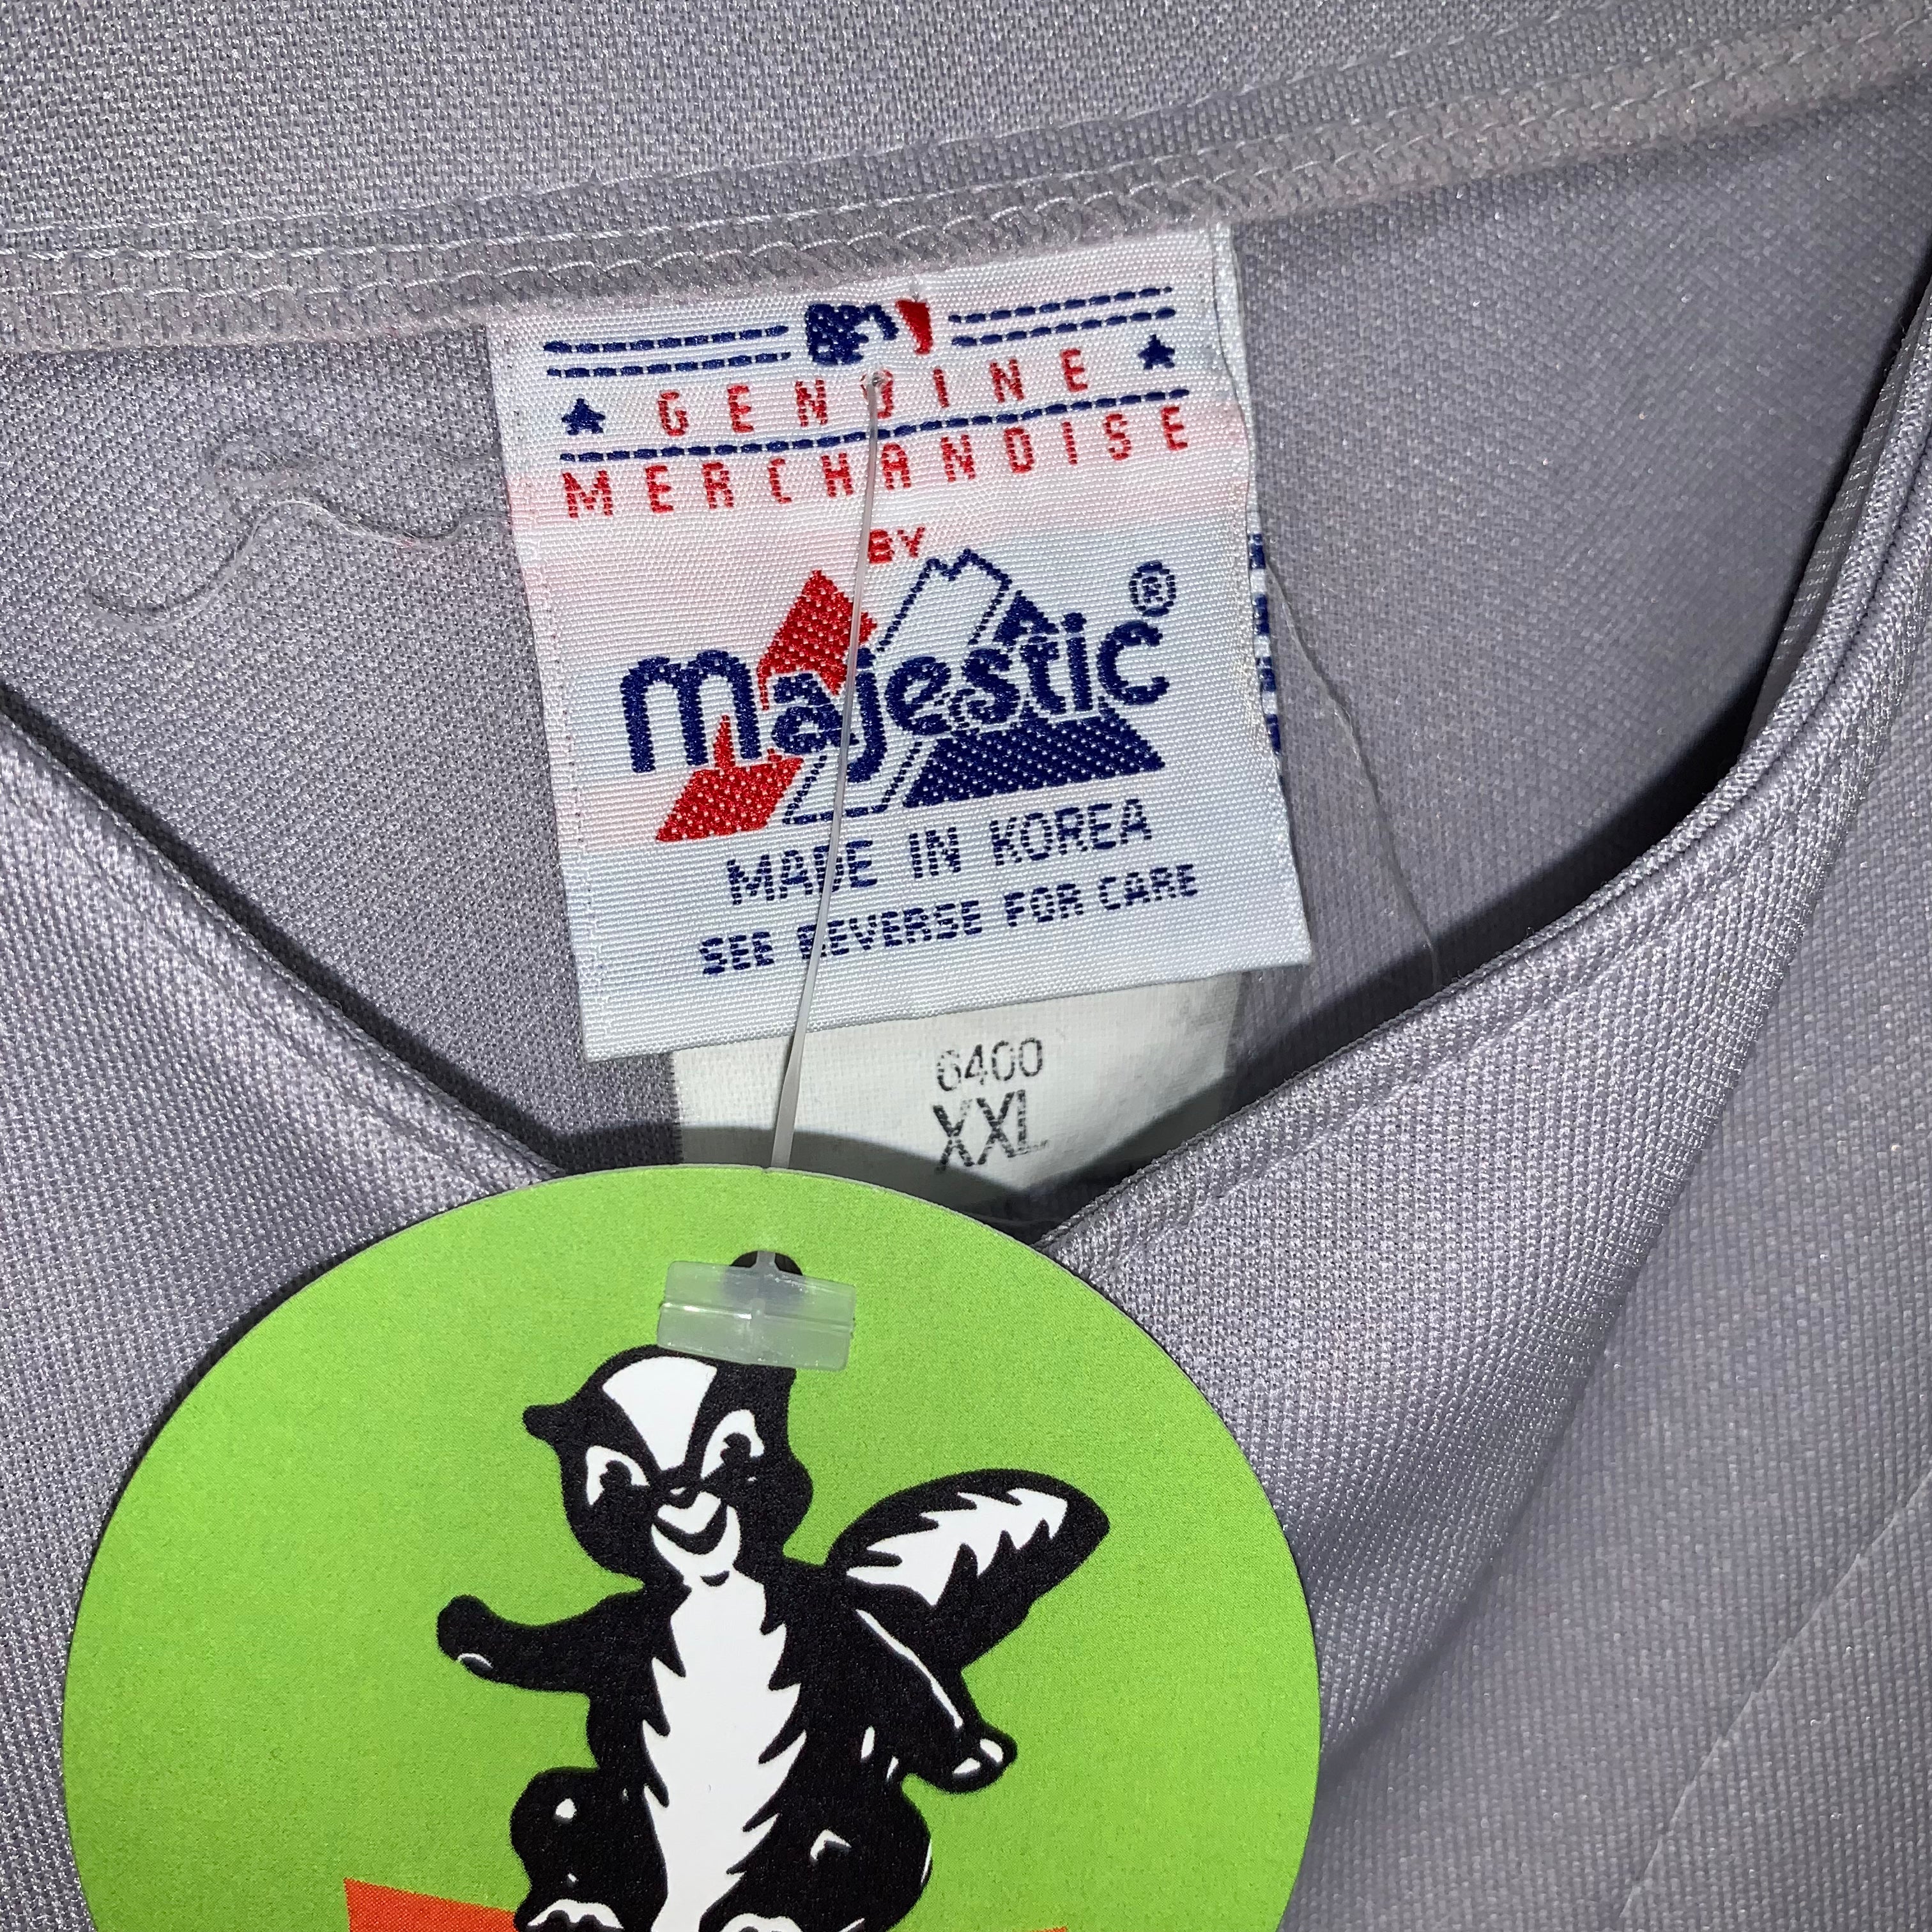 GENUINE
MERCHANDISE
BY
majestic®
MADE IN KOREA
SEE REVERSE FOR CARE
6400
XXL